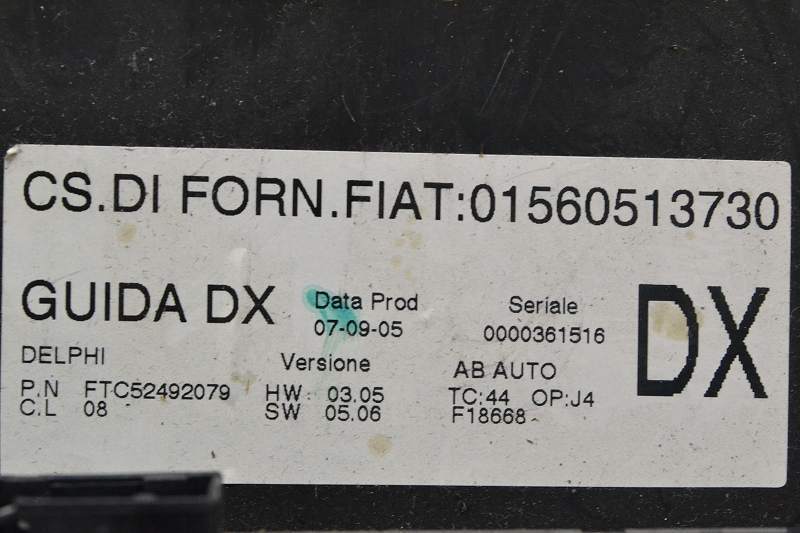 CS.DI FORN.FIAT:01560513730
GUIDA DX
Data Prod
07-09-05
Seriale
0000361516
DX
DELPHI
P.N FTC52492079
C.L 08
Versione
HW: 03.05
SW 05.06
AB AUTO
TC:44 OP:J4
F18668